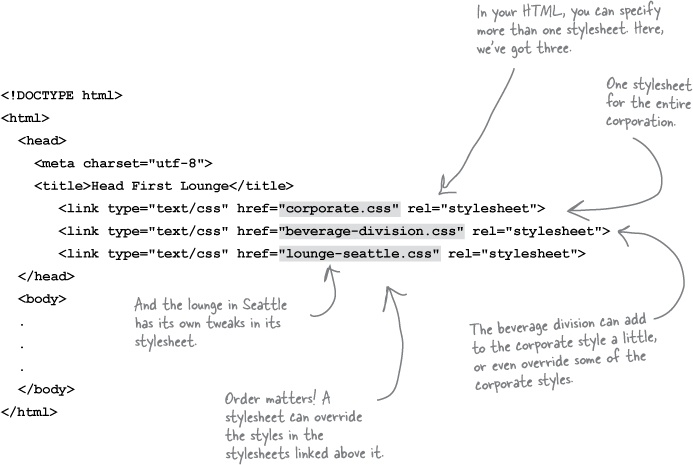 In your HTML, you can specify
more than one stylesheet. Here,
we've got three.
One stylesheet
for the entire
corporation.
<!DOCTYPE html>
<html>
<head>
<meta charset="utf-8">
<title>Head First Lounge</title>
<link type="text/css" href="corporate.css" rel="stylesheet">
<link type="text/css" href="beverage-division.css" rel="stylesheet">
<link type="text/css" href="lounge-seattle.css" rel="stylesheet">
</head>
<body>
.
.
.
</body>
</html>
And the lounge in Seattle
has its own tweaks in its
stylesheet.
The beverage division can add
to the corporate style a little,
or even override some of the
corporate styles.
Order matters! A
stylesheet can override
the styles in the
stylesheets linked above it.